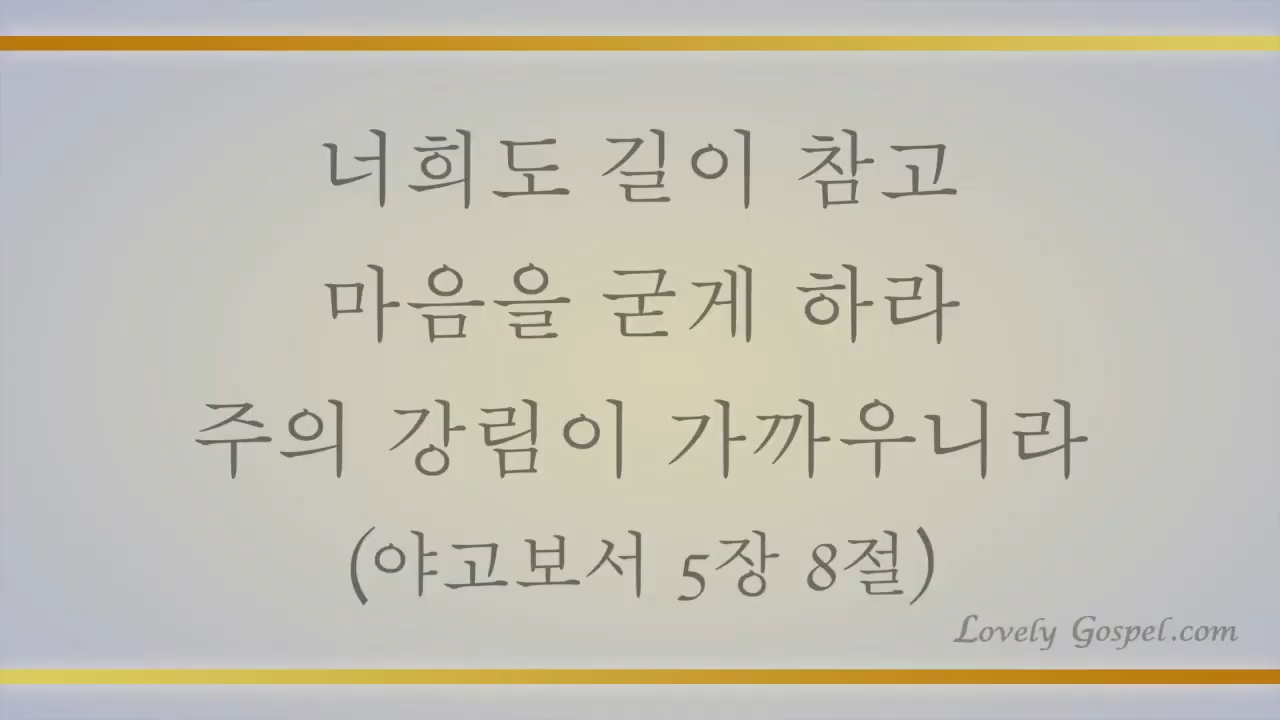 너희도 길이 참고
마음을 굳게 하라
주의 강림이 가까우니라
(야고보서 5장 8절)
Lovely Gospel.com